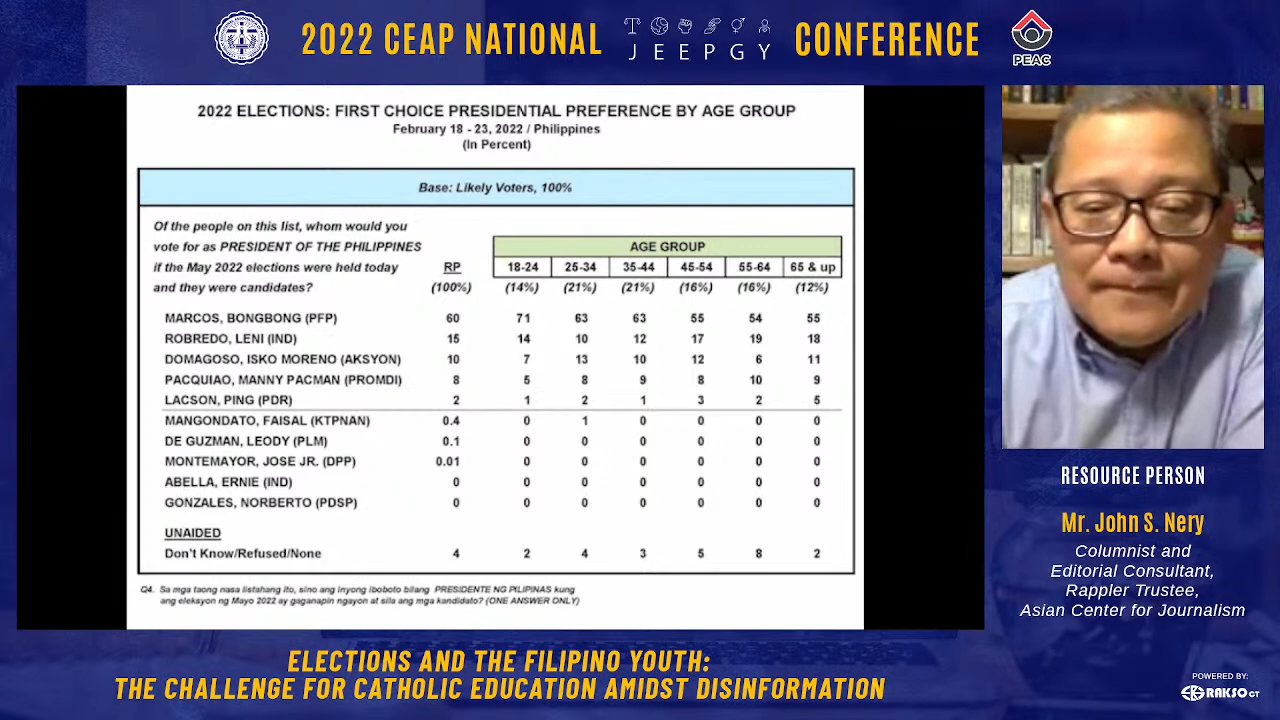 2022 CEAP NATIONAL JEEPGY CONFERENCE
PEAC
2022 ELECTIONS: FIRST CHOICE PRESIDENTIAL PREFERENCE BY AGE GROUP
February 18 - 23, 2022 / Philippines
(In Percent)
Base: Likely Voters, 100%
Of the people on this list, whom would you
vote for as PRESIDENT OF THE PHILIPPINES
if the May 2022 elections were held today
and they were candidates?
AGE GROUP
RP 18-24 25-34 35-44 45-54 55-64 65 & up
(100%) (14%) (21%) (21%) (16%) (16%) (12%)
MARCOS, BONGBONG (PFP) 60 71 63 63 55 54 55
ROBREDO, LENI (IND) 15 14 10 12 17 19 18
DOMAGOSO, ISKO MORENO (AKSYON) 10 7 13 10 12 6 11
PACQUIAO, MANNY PACMAN (PROMDI) 8 5 8 9 8 10 9
LACSON, PING (PDR) 2 1 2 1 3 2 5
MANGONDATO, FAISAL (KTPNAN) 0.4 0 1 0 0 0 0
DE GUZMAN, LEODY (PLM) 0.1 0 0 0 0 0 0
MONTEMAYOR, JOSE JR. (DPP) 0.01 0 0 0 0 0 0
ABELLA, ERNIE (IND) 0 0 0 0 0 0 0
GONZALES, NORBERTO (PDSP) 0 0 0 0 0 0 0
UNAIDED
Don't Know/Refused/None 4 2 4 3 5 8 2
Q4. Sa mga taong nasa listahang ito, sino ang inyong iboboto bilang PRESIDENTE NG PILIPINAS kung
ang eleksyon ng Mayo 2022 ay gaganapin ngayon at sila ang mga kandidato? (ONE ANSWER ONLY)
RESOURCE PERSON
Mr. John S. Nery
Columnist and
Editorial Consultant,
Rappler Trustee,
Asian Center for Journalism
ELECTIONS AND THE FILIPINO YOUTH:
THE CHALLENGE FOR CATHOLIC EDUCATION AMIDST DISINFORMATION
POWERED BY:
RAKSO CT